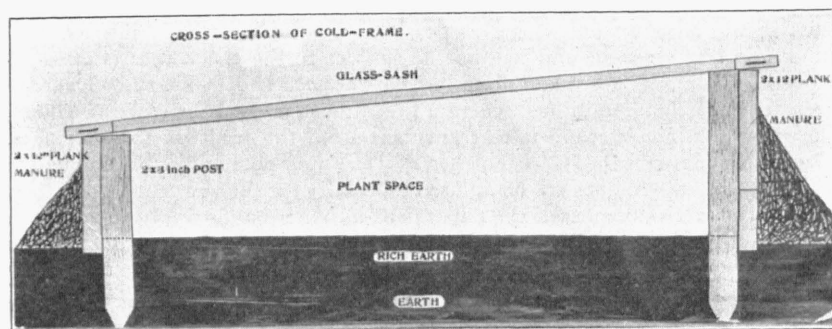 CROSS-SECTION OF COLD-FRAME.
GLASS-SASH
2x12 PLANK
MANURE
2x12" PLANK
MANURE
2x3 inch POST
PLANT SPACE
RICH EARTH
EARTH